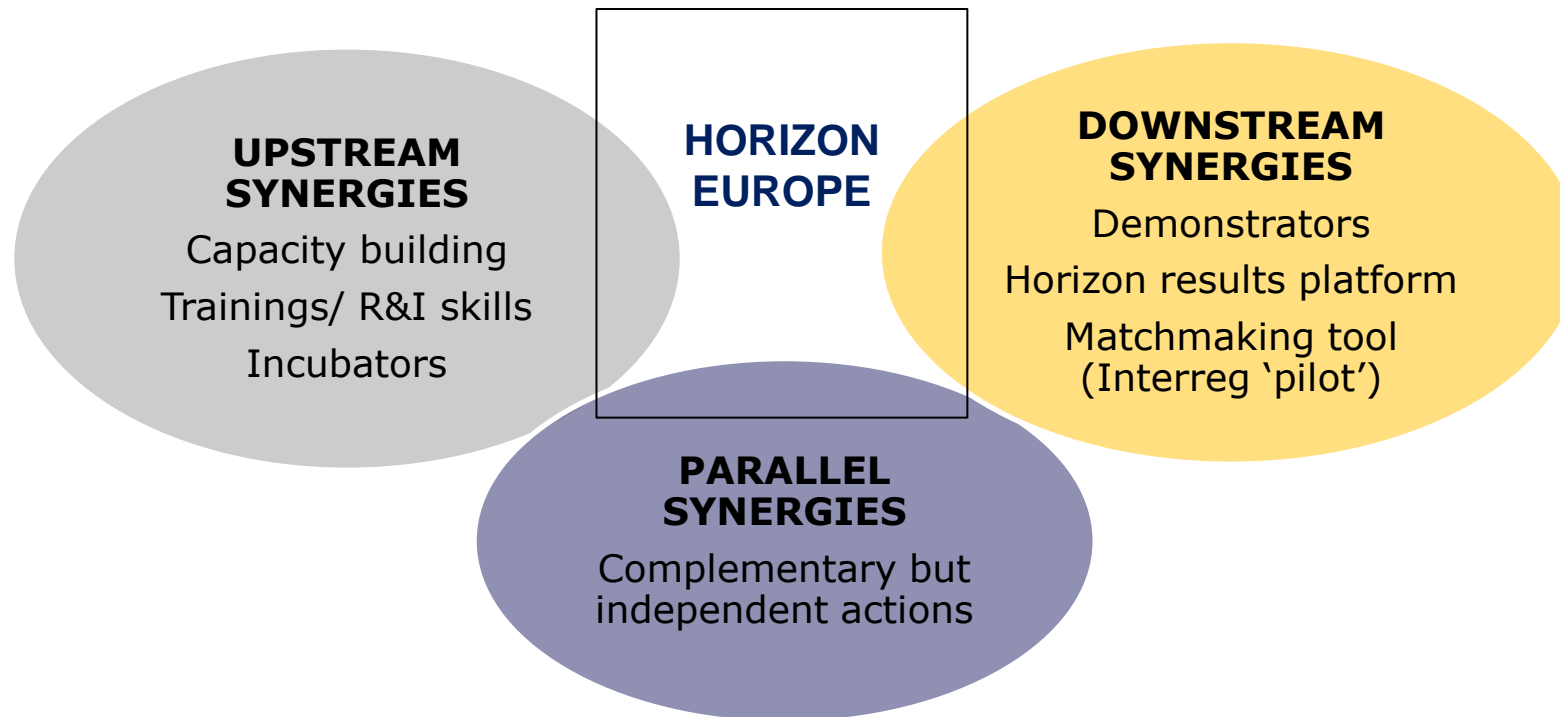 UPSTREAM
SYNERGIES
Capacity building
Trainings/ R&I skills
Incubators
HORIZON
EUROPE
DOWNSTREAM
SYNERGIES
Demonstrators
Horizon results platform
Matchmaking tool
(Interreg ‘pilot’)
PARALLEL
SYNERGIES
Complementary but
independent actions